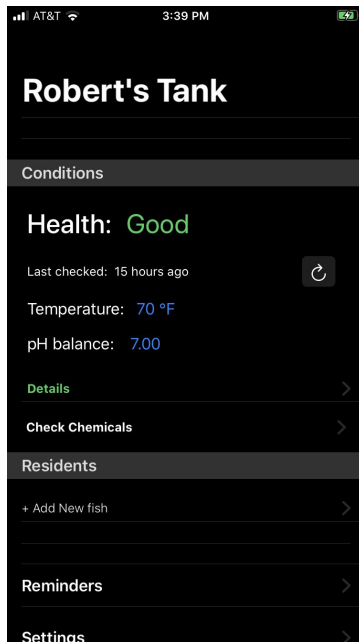 AT&T 3:39 PM
Robert's Tank
Conditions
Health: Good
Last checked: 15 hours ago
Temperature: 70 °F
pH balance: 7.00
Details
Check Chemicals
Residents
+ Add New fish
Reminders
Settings